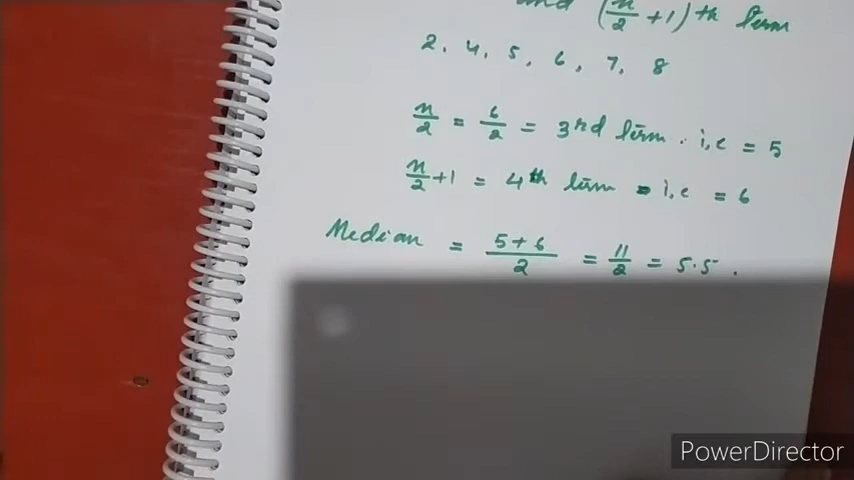 and (n/2 + 1)th term
2, 4, 5, 6, 7, 8
n/2 = 6/2 = 3rd term. i,e = 5
n/2 + 1 = 4th term = i,e = 6
Median = 5+6/2 = 11/2 = 5.5.
PowerDirector